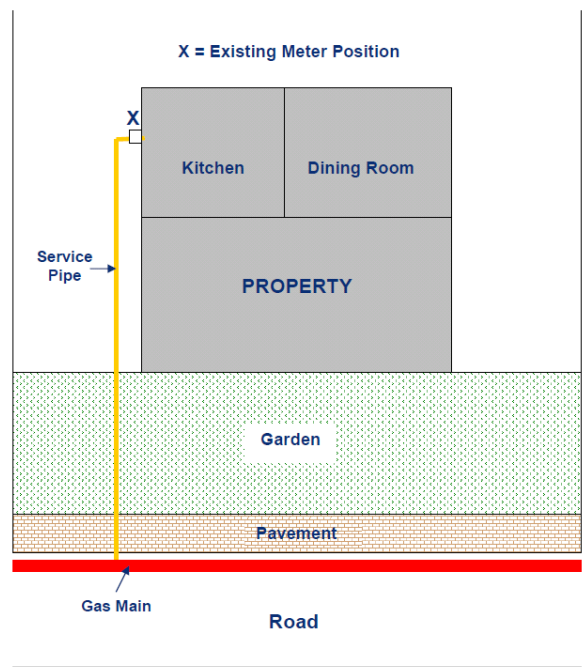 X = Existing Meter Position
X
Kitchen
Dining Room
Service
Pipe
PROPERTY
Garden
Pavement
Gas Main
Road